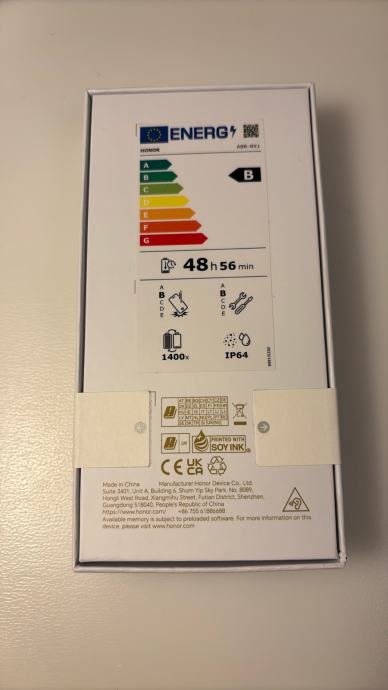 ENERG
HONOR ABR-NX1
A
B
C
D
E
F
G
B
48 h 56 min
A
B
C
D
E
A
B
C
D
E
1400x
IP64
2023/1669
UK
PRINTED WITH
SOY INK
CE UK CA
Made in China Manufacturer:Honor Device Co., Ltd.
Suite 3401, Unit A, Building 6, Shum Yip Sky Park, No. 8089,
Hongli West Road, Xiangmihu Street, Futian District, Shenzhen,
Guangdong 518040, People's Republic of China
https://www.honor.com/ +86 755 61886688
Available memory is subject to preloaded software. For more information on this
device, please visit www.honor.com